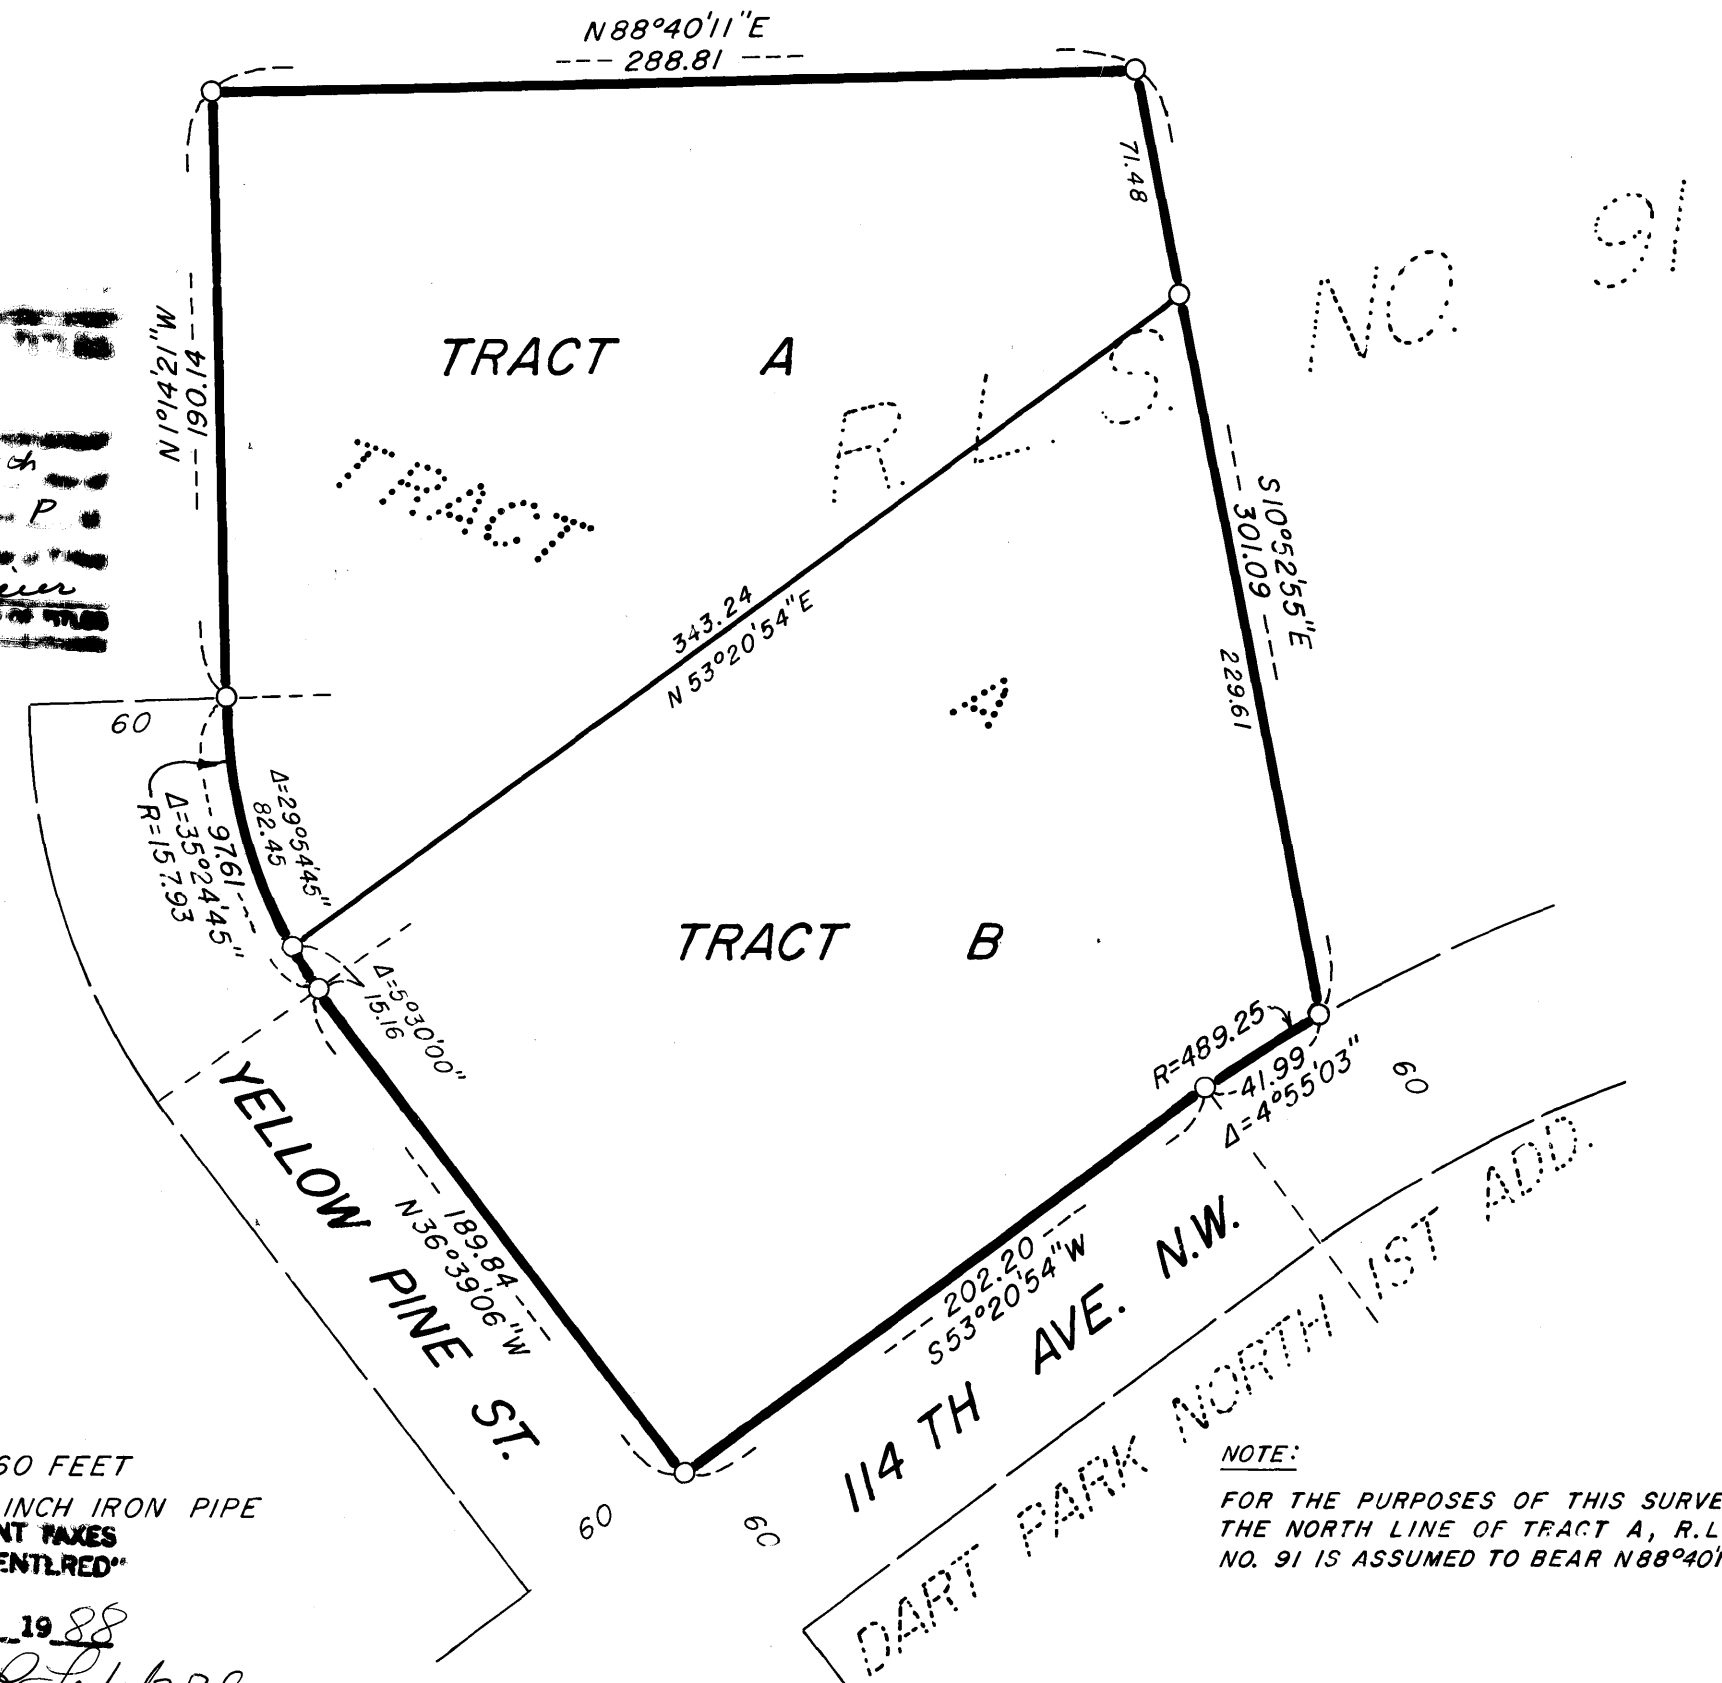 N88°40'11"E
288.81
71.48
NO. 91
N1°14'21"W
190.14
TRACT A
R. L. S.
TRACT
S10°52'55"E
301.09
229.61
343.24
N 53°20'54"E
A
60
Δ=29°54'45"
82.45
97.61
Δ=35°24'45"
R=157.93
TRACT B
Δ=5°30'00"
15.16
R=489.25
41.99
Δ=4°55'03"
60
YELLOW PINE ST.
189.84
N36°39'06"W
202.20
S53°20'54"W
114 TH AVE. N.W.
DART PARK NORTH 1ST ADD.
60
60
60 FEET
INCH IRON PIPE
NT TAXES
ENTERED"
19 88
P
NOTE:
FOR THE PURPOSES OF THIS SURVE
THE NORTH LINE OF TRACT A, R.L
NO. 91 IS ASSUMED TO BEAR N88°40'1